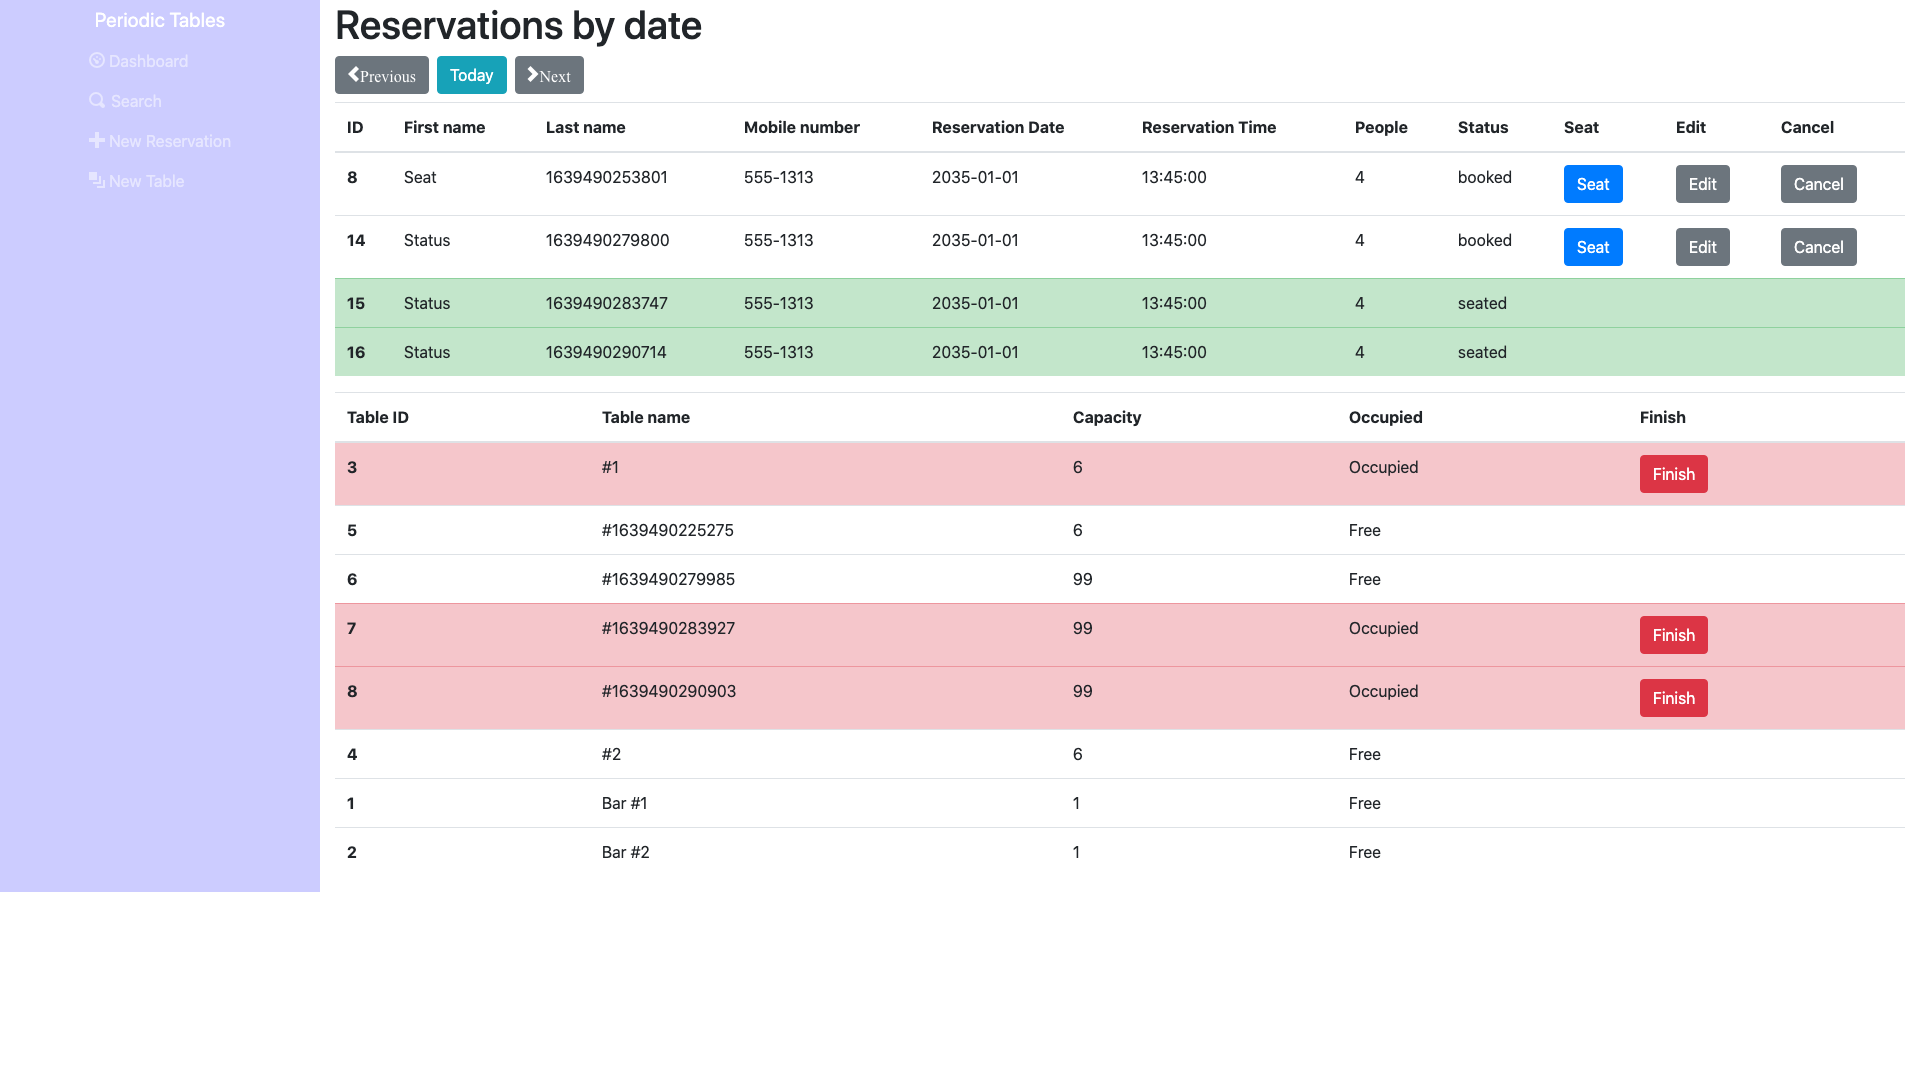 Periodic Tables
Dashboard
Search
New Reservation
New Table
Reservations by date
Previous Today Next
ID First name Last name Mobile number Reservation Date Reservation Time People Status Seat Edit Cancel
8 Seat 1639490253801 555-1313 2035-01-01 13:45:00 4 booked Seat Edit Cancel
14 Status 1639490279800 555-1313 2035-01-01 13:45:00 4 booked Seat Edit Cancel
15 Status 1639490283747 555-1313 2035-01-01 13:45:00 4 seated
16 Status 1639490290714 555-1313 2035-01-01 13:45:00 4 seated
Table ID Table name Capacity Occupied Finish
3 #1 6 Occupied Finish
5 #1639490225275 6 Free
6 #1639490279985 99 Free
7 #1639490283927 99 Occupied Finish
8 #1639490290903 99 Occupied Finish
4 #2 6 Free
1 Bar #1 1 Free
2 Bar #2 1 Free